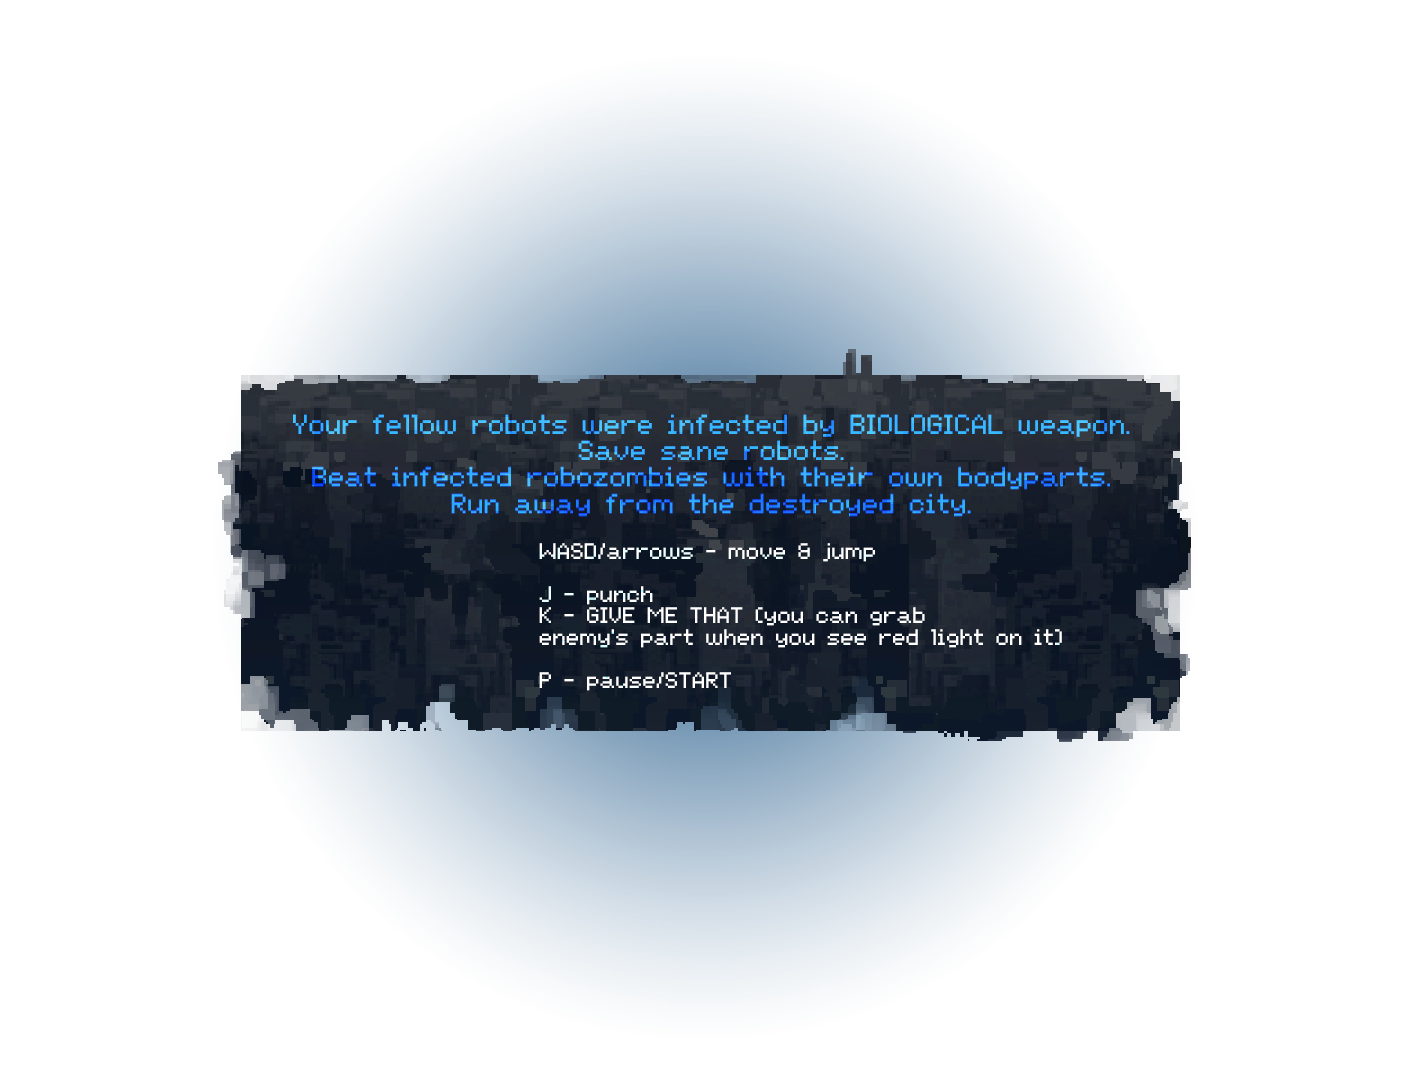 Your fellow robots were infected by BIOLOGICAL weapon.
Save sane robots.
Beat infected robozombies with their own bodyparts.
Run away from the destroyed city.
WASD/arrows - move & jump
J - punch
K - GIVE ME THAT (you can grab
enemy's part when you see red light on it)
P - pause/START